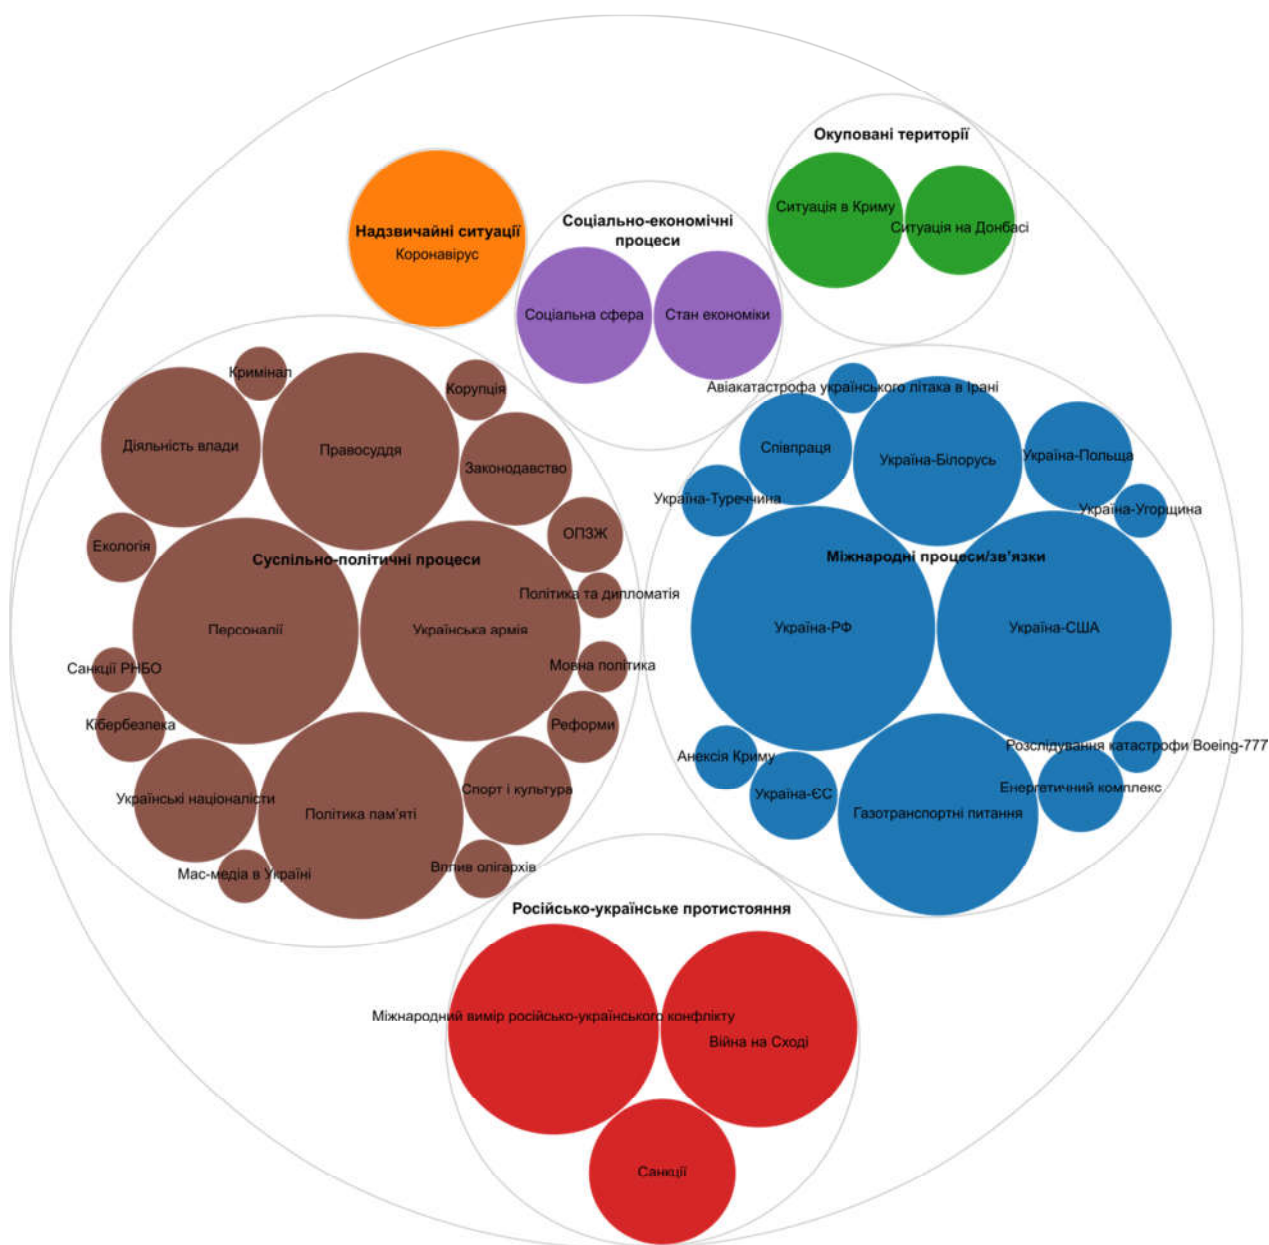 Окуповані території
Ситуація в Криму
Ситуація на Донбасі
Надзвичайні ситуації
Коронавірус
Соціально-економічні
процеси
Соціальна сфера
Стан економіки
Кримінал
Корупція
Діяльність влади
Правосуддя
Законодавство
ОПЗЖ
Екологія
Суспільно-політичні процеси
Політика та дипломатія
Персоналії
Українська армія
Санкції РНБО
Мовна політика
Кібербезпека
Реформи
Українські націоналісти
Політика пам’яті
Спорт і культура
Мас-медіа в Україні
Вплив олігархів
Авіакатастрофа українського літака в Ірані
Співпраця
Україна-Білорусь
Україна-Польща
Україна-Туреччина
Україна-Угорщина
Міжнародні процеси/зв’язки
Україна-РФ
Україна-США
Анексія Криму
Розслідування катастрофи Boeing-777
Україна-ЄС
Газотранспортні питання
Енергетичний комплекс
Російсько-українське протистояння
Міжнародний вимір російсько-українського конфлікту
Війна на Сході
Санкції